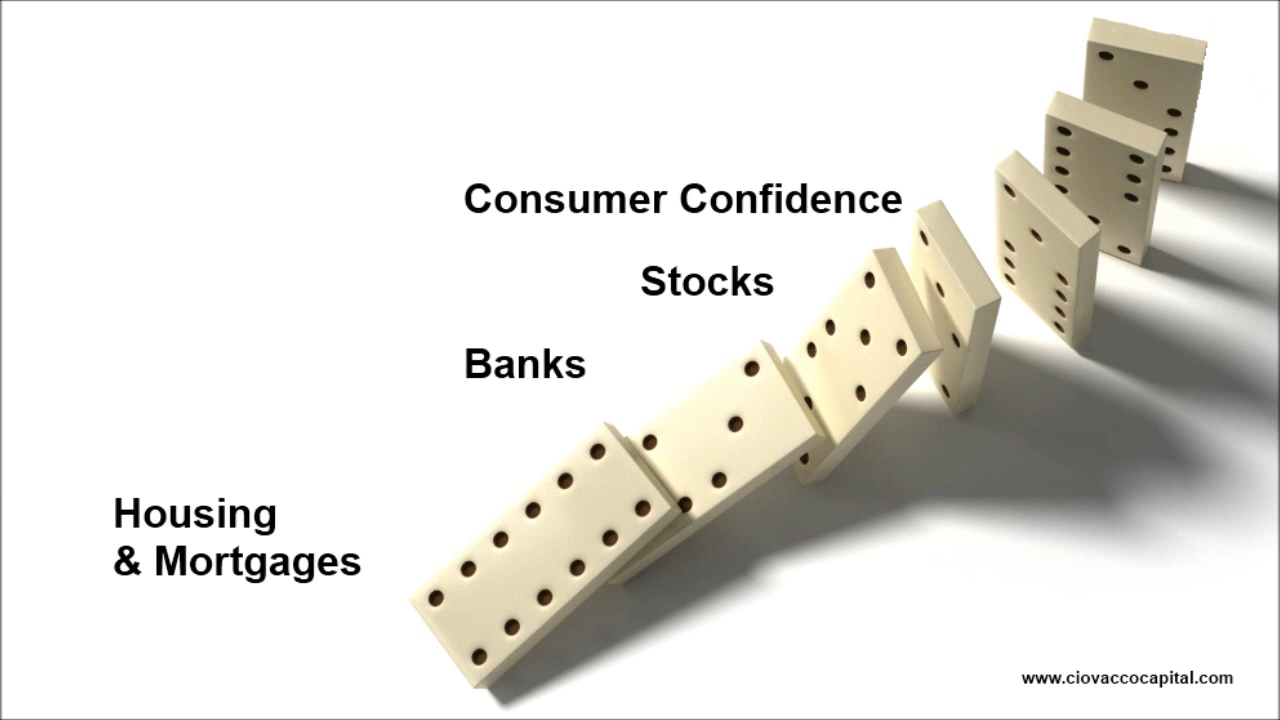 Consumer Confidence
Stocks
Banks
Housing
& Mortgages
www.ciovaccocapital.com